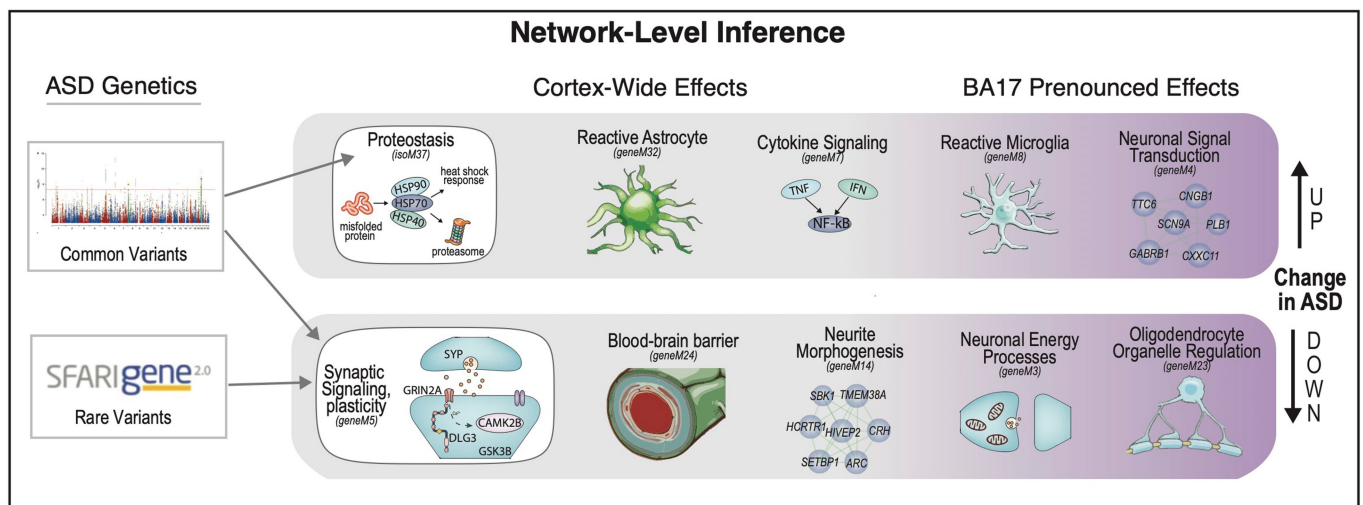 Network-Level Inference
ASD Genetics
Cortex-Wide Effects
BA17 Prenounced Effects
Common Variants
SFARIgene2.0
Rare Variants
Proteostasis
(isoM37)
heat shock
response
HSP90
HSP70
HSP40
misfolded
protein
proteasome
Reactive Astrocyte
(geneM32)
Cytokine Signaling
(geneM7)
TNF
IFN
NF-kB
Reactive Microglia
(geneM8)
Neuronal Signal
Transduction
(geneM4)
TTC6
CNGB1
SCN9A
PLB1
GABRB1
CXXC11
UP
Change
in ASD
DOWN
Synaptic
Signaling,
plasticity
(geneM5)
SYP
GRIN2A
CAMK2B
DLG3
GSK3B
Blood-brain barrier
(geneM24)
Neurite
Morphogenesis
(geneM14)
SBK1 TMEM38A
HCRTR1 HIVEP2 CRH
SETBP1 ARC
Neuronal Energy
Processes
(geneM3)
Oligodendrocyte
Organelle Regulation
(geneM23)